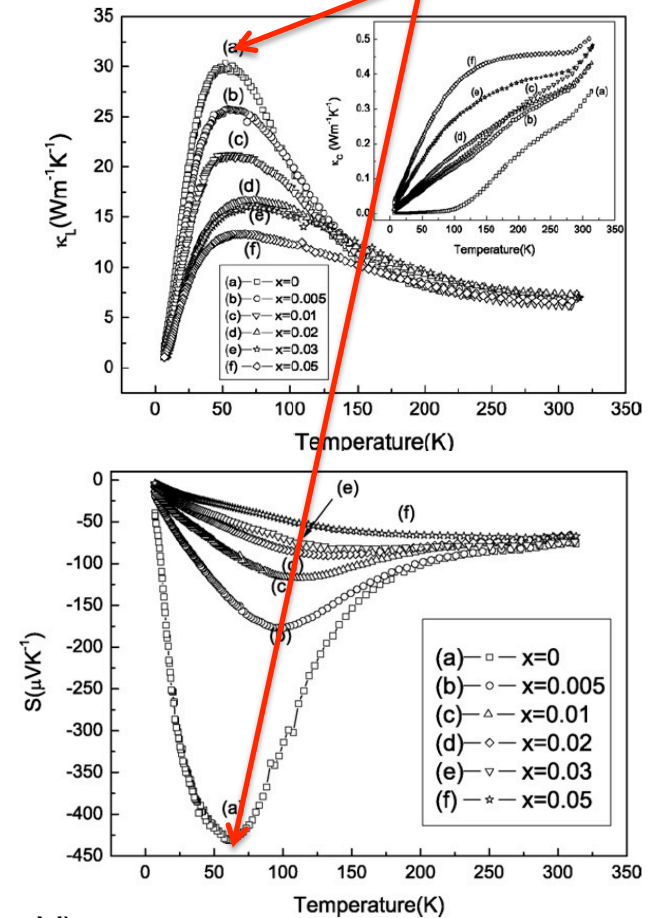 35
30
25
20
15
10
5
0
κL(Wm⁻¹K⁻¹)
(a)
(b)
(c)
(d)
(e)
(f)
(a)—□— x=0
(b)—○— x=0.005
(c)—▽— x=0.01
(d)—△— x=0.02
(e)—☆— x=0.03
(f)—◇— x=0.05
0 50 100 150 200 250 300 350
Temperature(K)
0.5
0.4
0.3
0.2
0.1
0.0
κC (Wm⁻¹K⁻¹)
(f)
(e)
(c)
(d)
(b)
(a)
0 50 100 150 200 250 300 350
Temperature(K)
0
-50
-100
-150
-200
-250
-300
-350
-400
-450
S(μVK⁻¹)
(e)
(f)
(d)
(c)
(b)
(a)
(a)—□— x=0
(b)—○— x=0.005
(c)—△— x=0.01
(d)—◇— x=0.02
(e)—▽— x=0.03
(f)—☆— x=0.05
0 50 100 150 200 250 300 350
Temperature(K)